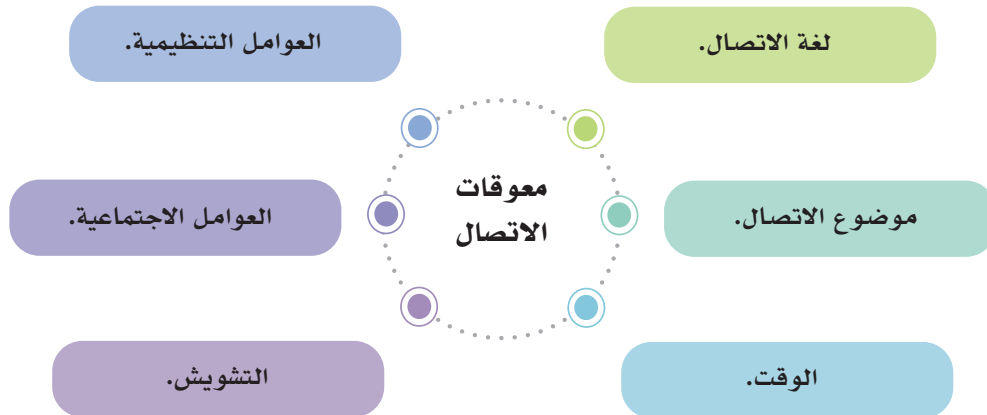 معوقات
الاتصال
لغة الاتصال.
موضوع الاتصال.
الوقت.
العوامل التنظيمية.
العوامل الاجتماعية.
التشويش.